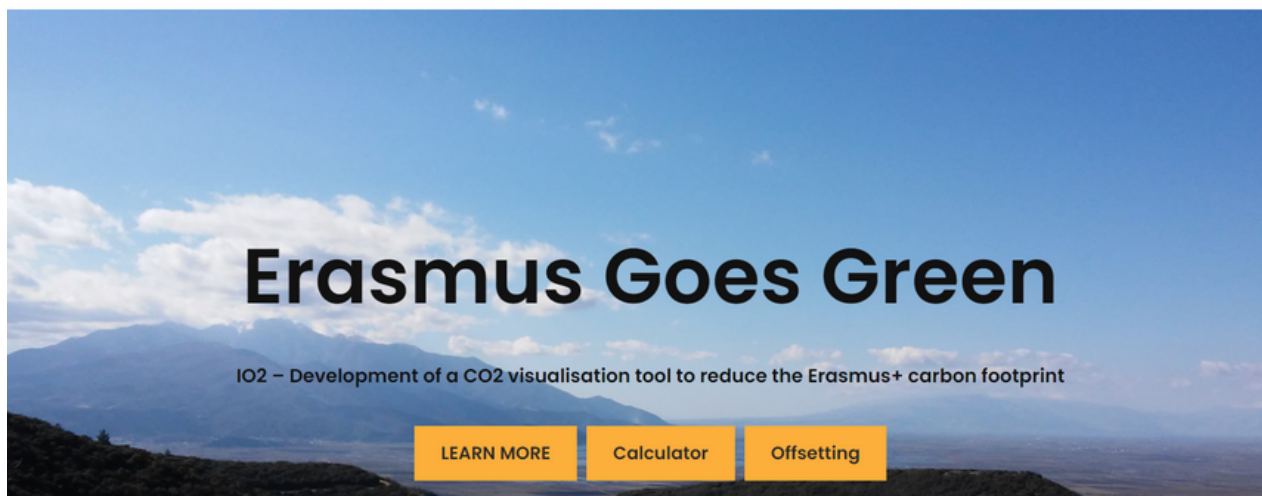 Erasmus Goes Green
IO2 – Development of a CO2 visualisation tool to reduce the Erasmus+ carbon footprint
LEARN MORE
Calculator
Offsetting